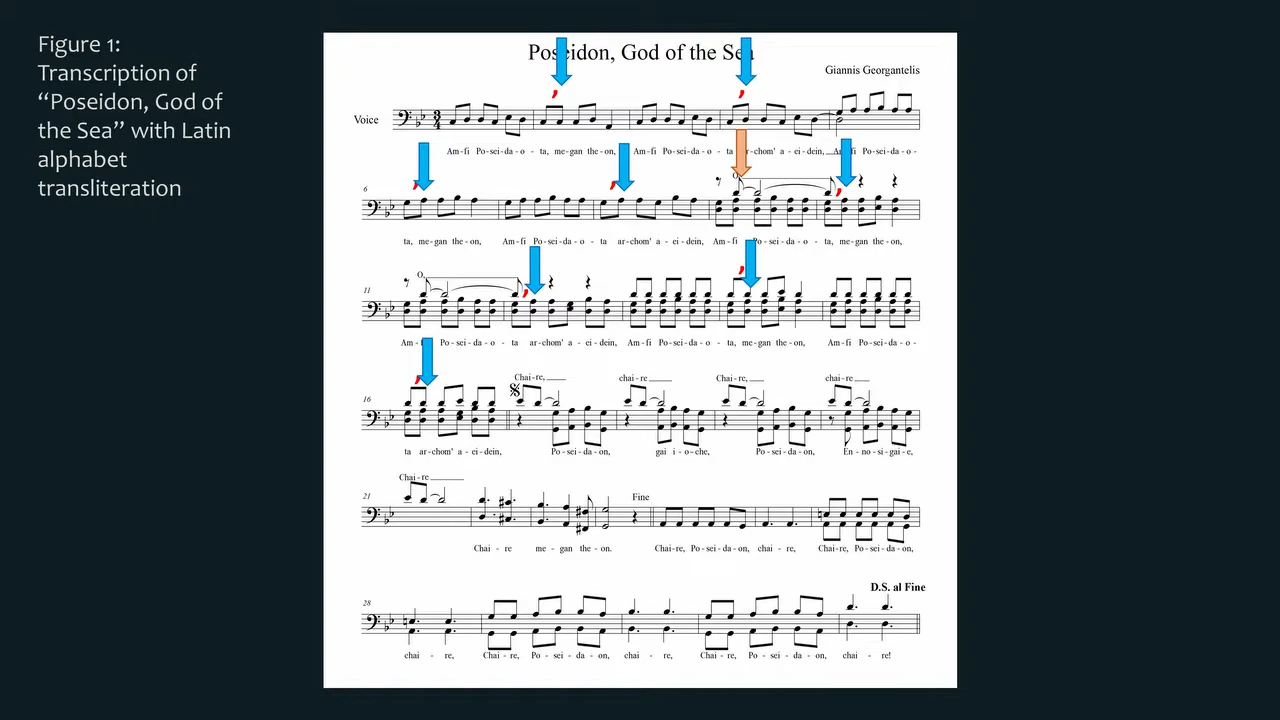 Figure 1:
Transcription of
“Poseidon, God of
the Sea” with Latin
alphabet
transliteration
Poseidon, God of the Sea
Giannis Georgantelis
Voice
Am - fi Po - sei - da - o - ta, me - gan the - on, Am - fi Po - sei - da - o - ta archom' a - ei - dein, Am - fi Po - sei - da - o -
6
O,
ta, me - gan the - on, Am - fi Po - sei - da - o - ta ar - chom' a - ei - dein, Am - fi Po - sei - da - o - ta, me - gan the - on,
11
O,
Am - fi Po - sei - da - o - ta ar - chom' a - ei - dein, Am - fi Po - sei - da - o - ta, me - gan the - on, Am - fi Po - sei - da - o -
Chai - re, chai - re Chai - re, chai - re
16
ta ar - chom' a - ei - dein, Po - sei - da - on, gai i - o - che, Po - sei - da - on, En - no - si - gai - e,
Chai - re
21
Fine
Chai - re me - gan the - on. Chai - re, Po - sei - da - on, chai - re, Chai - re, Po - sei - da - on,
D.S. al Fine
28
chai - re, Chai - re, Po - sei - da - on, chai - re, Chai - re, Po - sei - da - on, chai - re!